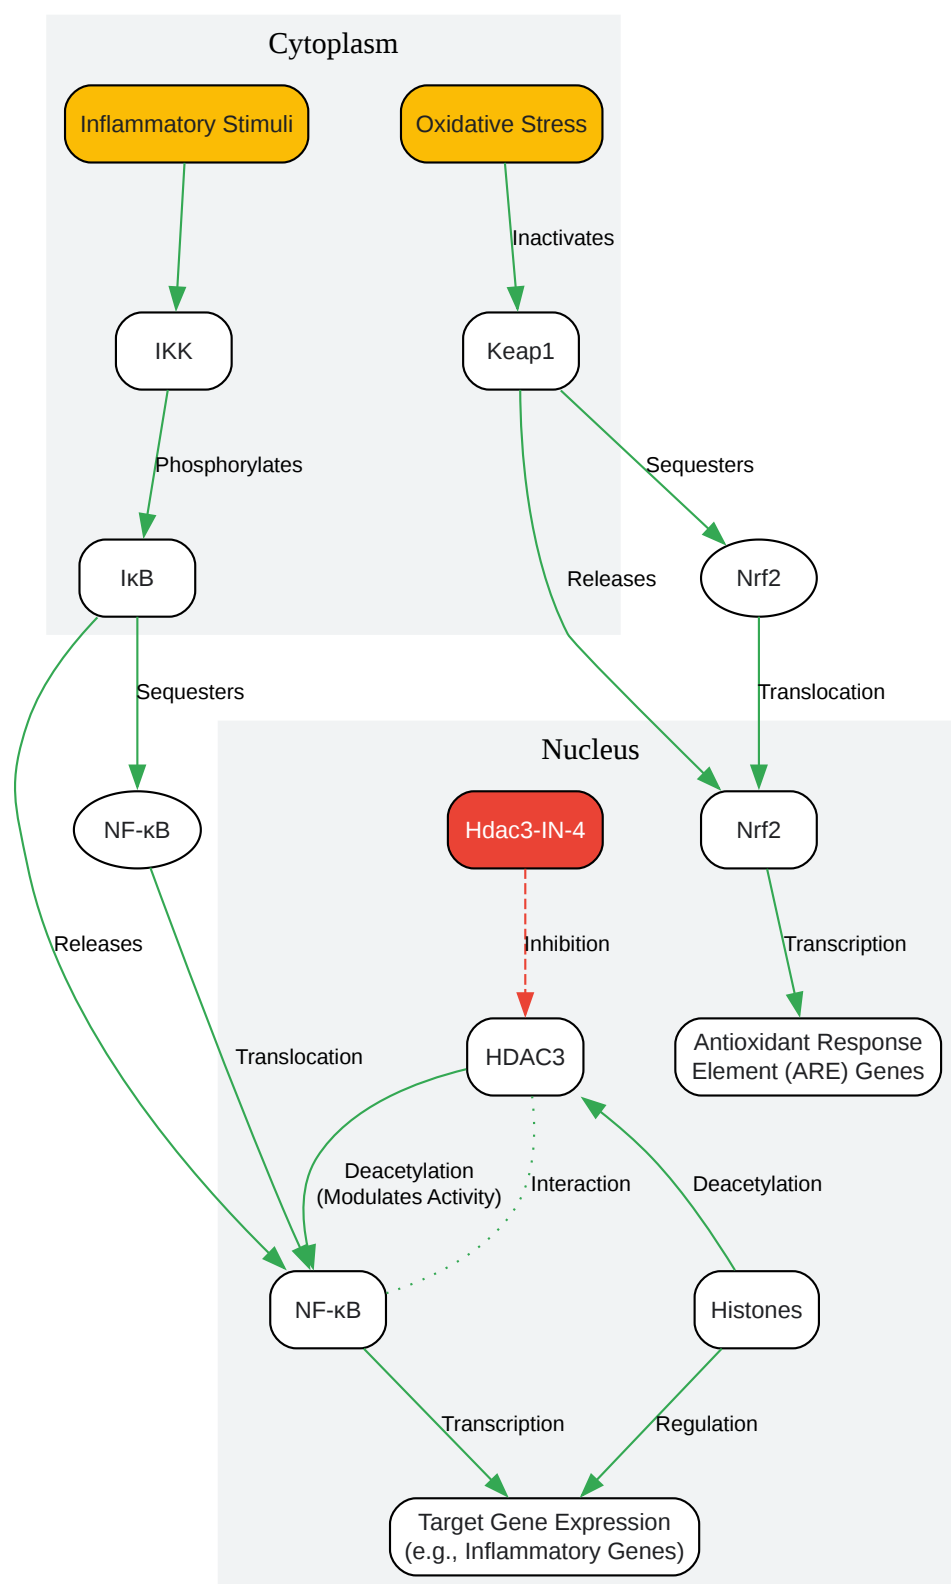 Cytoplasm
Inflammatory Stimuli
Oxidative Stress
Inactivates
IKK
Keap1
Phosphorylates
Sequesters
IκB
Releases
Nrf2
Sequesters
Translocation
Nucleus
NF-κB
Hdac3-IN-4
Nrf2
Releases
Inhibition
Transcription
Translocation
HDAC3
Antioxidant Response
Element (ARE) Genes
Deacetylation
(Modulates Activity)
Interaction
Deacetylation
NF-κB
Histones
Transcription
Regulation
Target Gene Expression
(e.g., Inflammatory Genes)